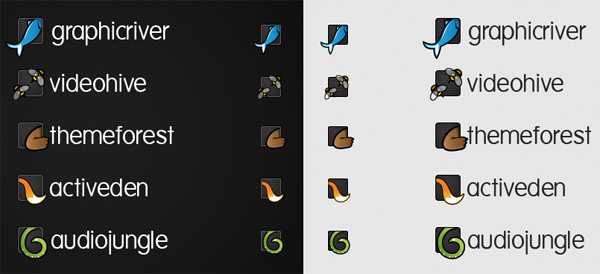 graphicriver
videohive
themeforest
activeden
audiojungle
graphicriver
videohive
themeforest
activeden
audiojungle